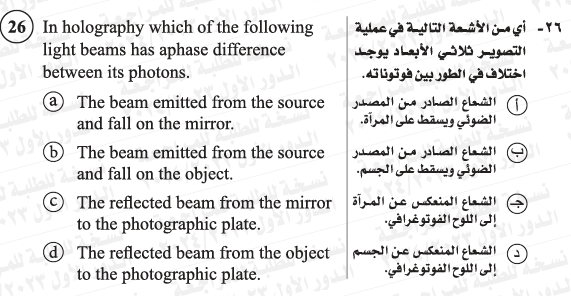 26 In holography which of the following
light beams has aphase difference
between its photons.
a The beam emitted from the source
and fall on the mirror.
b The beam emitted from the source
and fall on the object.
c The reflected beam from the mirror
to the photographic plate.
d The reflected beam from the object
to the photographic plate.
٢٦- أي من الأشعة التالية في عملية
التصوير ثلاثي الأبعاد يوجد
اختلاف في الطور بين فوتوناته.
أ الشعاع الصادر من المصدر
الضوئي ويسقط على المرآة.
ب الشعاع الصادر من المصدر
الضوئي ويسقط على الجسم.
جـ الشعاع المنعكس عن المرآة
إلى اللوح الفوتوغرافي.
د الشعاع المنعكس عن الجسم
إلى اللوح الفوتوغرافي.